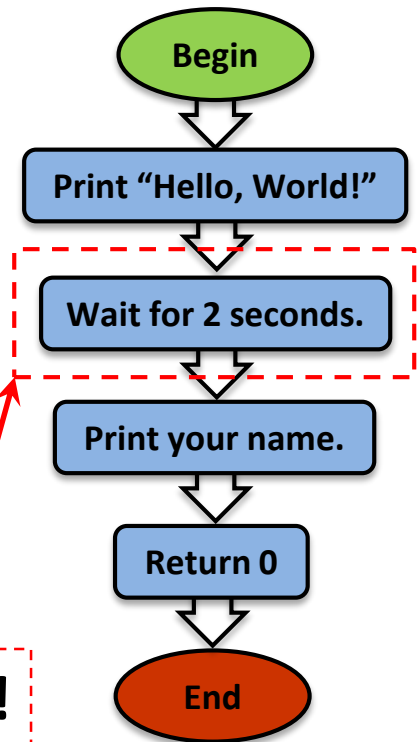 Begin
Print “Hello, World!”
Wait for 2 seconds.
Print your name.
Return 0
!
End